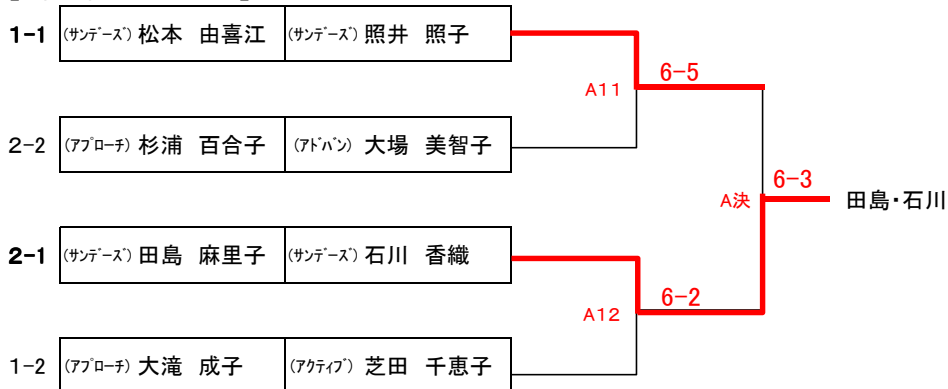 1-1 (ｻﾝﾃﾞｰｽﾞ) 松本 由喜江 (ｻﾝﾃﾞｰｽﾞ) 照井 照子
A11
6-5
2-2 (ｱﾌﾟﾛｰﾁ) 杉浦 百合子 (ｱﾄﾞﾊﾞﾝ) 大場 美智子
A決
6-3
田島・石川
2-1 (ｻﾝﾃﾞｰｽﾞ) 田島 麻里子 (ｻﾝﾃﾞｰｽﾞ) 石川 香織
A12
6-2
1-2 (ｱﾌﾟﾛｰﾁ) 大滝 成子 (ｱｸﾃｨﾌﾞ) 芝田 千恵子